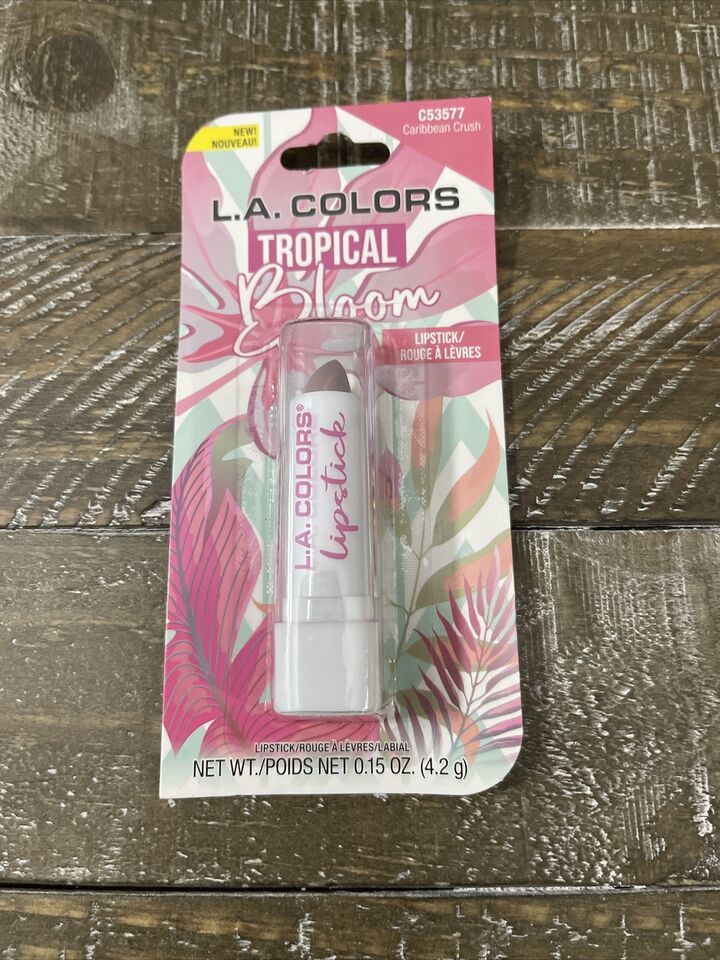 C53577
Caribbean Crush
NEW!
NOUVEAU!
L.A. COLORS
TROPICAL
Bloom
LIPSTICK/
ROUGE À LÈVRES
L.A. COLORS®
lipstick
LIPSTICK/ROUGE À LÈVRES/LABIAL
NET WT./POIDS NET 0.15 OZ. (4.2 g)